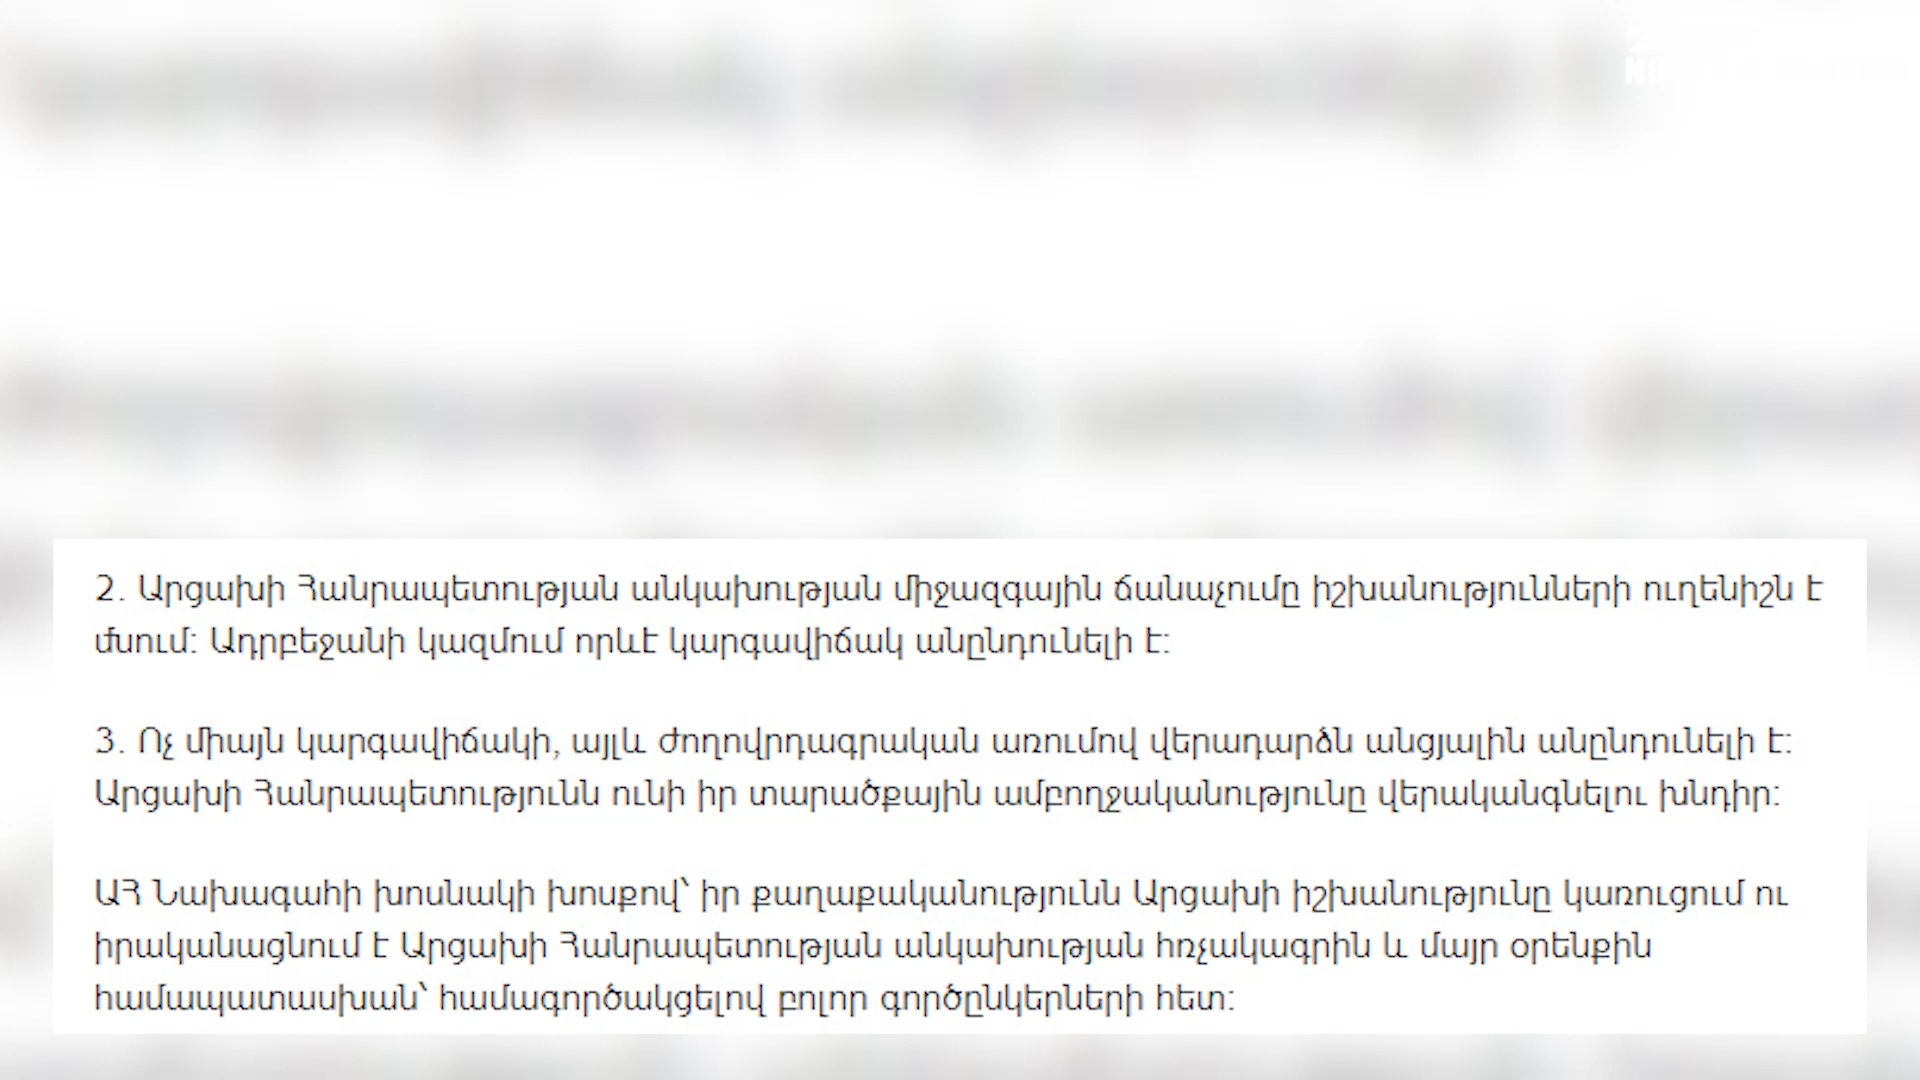 2. Արցախի Հանրապետության անկախության միջազգային ճանաչումը իշխանությունների ուղենիշն է
մնում: Ադրբեջանի կազմում որևէ կարգավիճակ անընդունելի է:
3. Ոչ միայն կարգավիճակի, այլև ժողովրդագրական առումով վերադարձն անցյալին անընդունելի է:
Արցախի Հանրապետությունն ունի իր տարածքային ամբողջականությունը վերականգնելու խնդիր:
ԱՀ Նախագահի խոսնակի խոսքով՝ իր քաղաքականությունն Արցախի իշխանությունը կառուցում ու
իրականացնում է Արցախի Հանրապետության անկախության հռչակագրին և մայր օրենքին
համապատասխան՝ համագործակցելով բոլոր գործընկերների հետ: